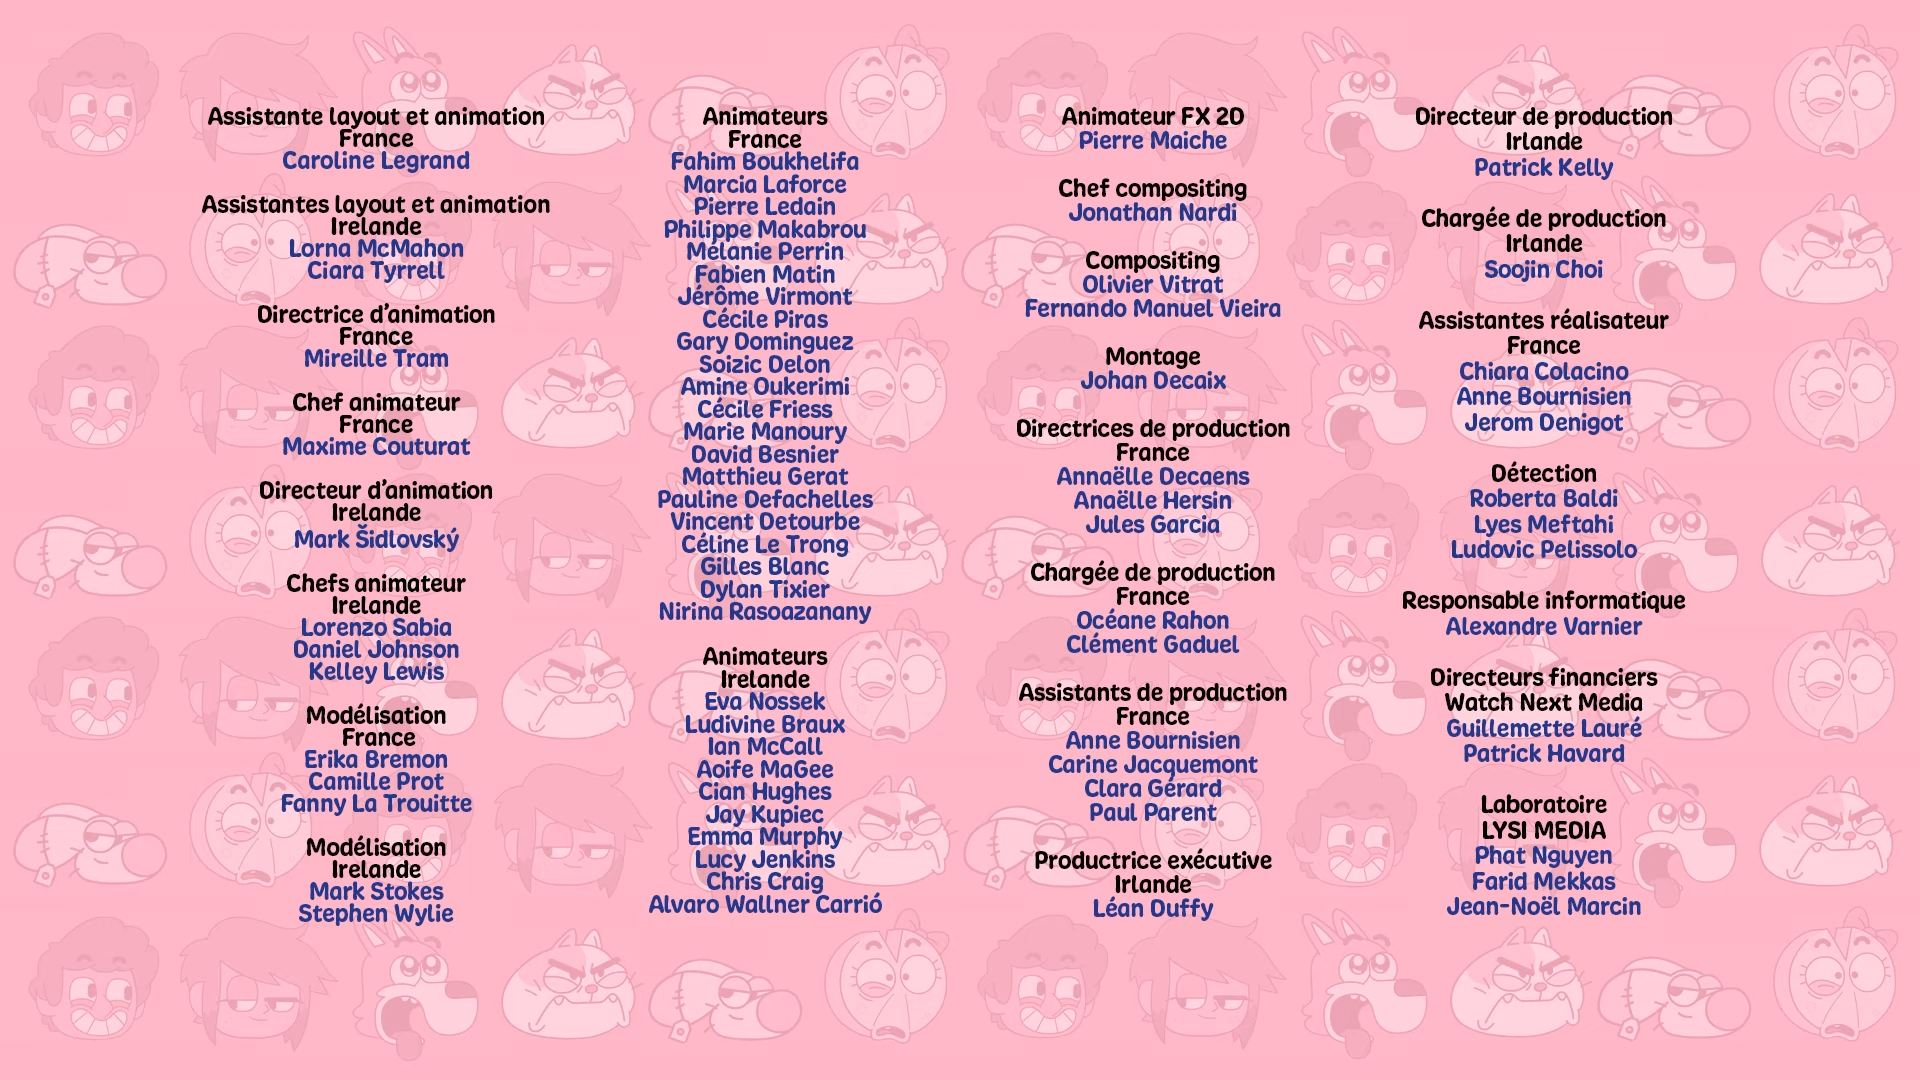 Assistante layout et animation
France
Caroline Legrand
Assistantes layout et animation
Irelande
Lorna McMahon
Ciara Tyrrell
Directrice d'animation
France
Mireille Tram
Chef animateur
France
Maxime Couturat
Directeur d'animation
Irelande
Mark Šidlovský
Chefs animateur
Irelande
Lorenzo Sabia
Daniel Johnson
Kelley Lewis
Modélisation
France
Erika Bremon
Camille Prot
Fanny La Trouitte
Modélisation
Irelande
Mark Stokes
Stephen Wylie
Animateurs
France
Fahim Boukhelifa
Marcia Laforce
Pierre Ledain
Philippe Makabrou
Mélanie Perrin
Fabien Matin
Jérôme Virmont
Cécile Piras
Gary Dominguez
Soizic Delon
Amine Oukerimi
Cécile Friess
Marie Manoury
David Besnier
Matthieu Gerat
Pauline Defachelles
Vincent Detourbe
Céline Le Trong
Gilles Blanc
Dylan Tixier
Nirina Rasoazanany
Animateurs
Irelande
Eva Nossek
Ludivine Braux
Ian McCall
Aoife MaGee
Cian Hughes
Jay Kupiec
Emma Murphy
Lucy Jenkins
Chris Craig
Alvaro Wallner Carrió
Animateur FX 2D
Pierre Maiche
Chef compositing
Jonathan Nardi
Compositing
Olivier Vitrat
Fernando Manuel Vieira
Montage
Johan Decaix
Directrices de production
France
Annaëlle Decaens
Anaëlle Hersin
Jules Garcia
Chargée de production
France
Océane Rahon
Clément Gaduel
Assistants de production
France
Anne Bournisien
Carine Jacquemont
Clara Gérard
Paul Parent
Productrice exécutive
Irlande
Léan Duffy
Directeur de production
Irlande
Patrick Kelly
Chargée de production
Irlande
Soojin Choi
Assistantes réalisateur
France
Chiara Colacino
Anne Bournisien
Jerom Denigot
Détection
Roberta Baldi
Lyes Meftahi
Ludovic Pelissolo
Responsable informatique
Alexandre Varnier
Directeurs financiers
Watch Next Media
Guillemette Lauré
Patrick Havard
Laboratoire
LYSI MEDIA
Phat Nguyen
Farid Mekkas
Jean-Noël Marcin